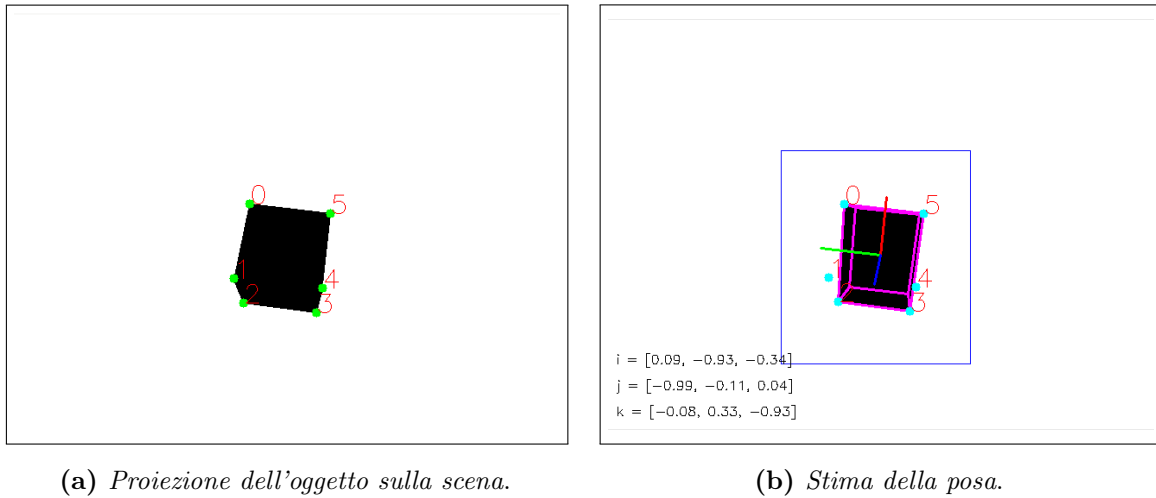 0
5
1
2
4
3
0
5
1
4
3
i = [0.09, −0.93, −0.34]
j = [−0.99, −0.11, 0.04]
k = [−0.08, 0.33, −0.93]
(a) Proiezione dell'oggetto sulla scena.
(b) Stima della posa.